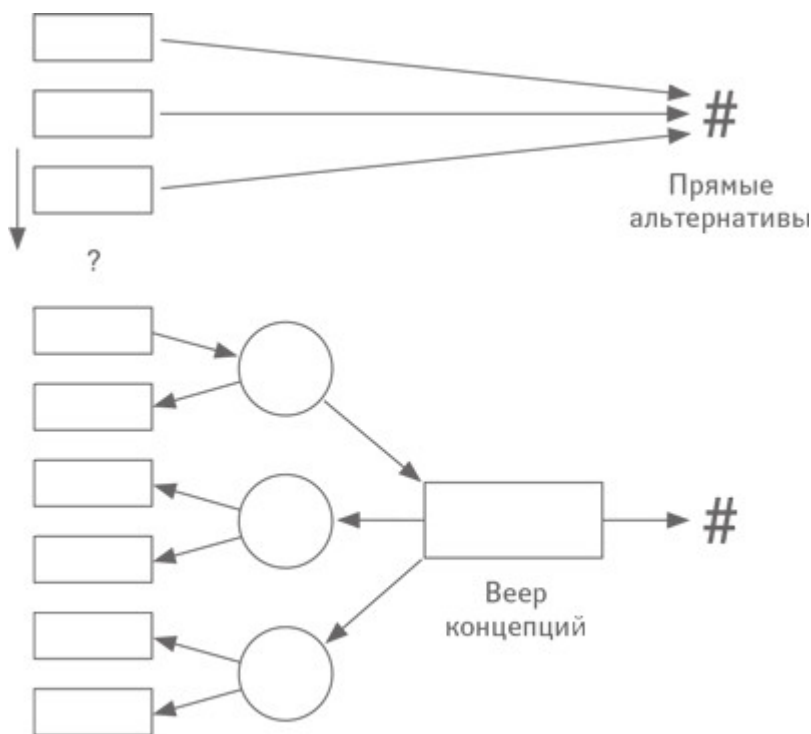 #
Прямые
альтернативы
?
#
Веер
концепций